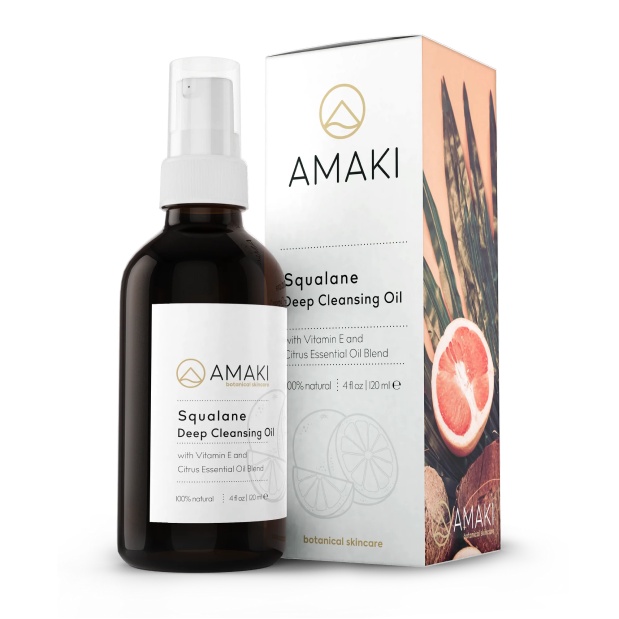 AMAKI
Squalane
Deep Cleansing Oil
with Vitamin E and
Citrus Essential Oil Blend
100% natural
4 fl oz | 120 ml ℮
botanical skincare
AMAKI
botanical skincare
AMAKI
botanical skincare
Squalane
Deep Cleansing Oil
with Vitamin E and
Citrus Essential Oil Blend
100% natural
4 fl oz | 120 ml ℮